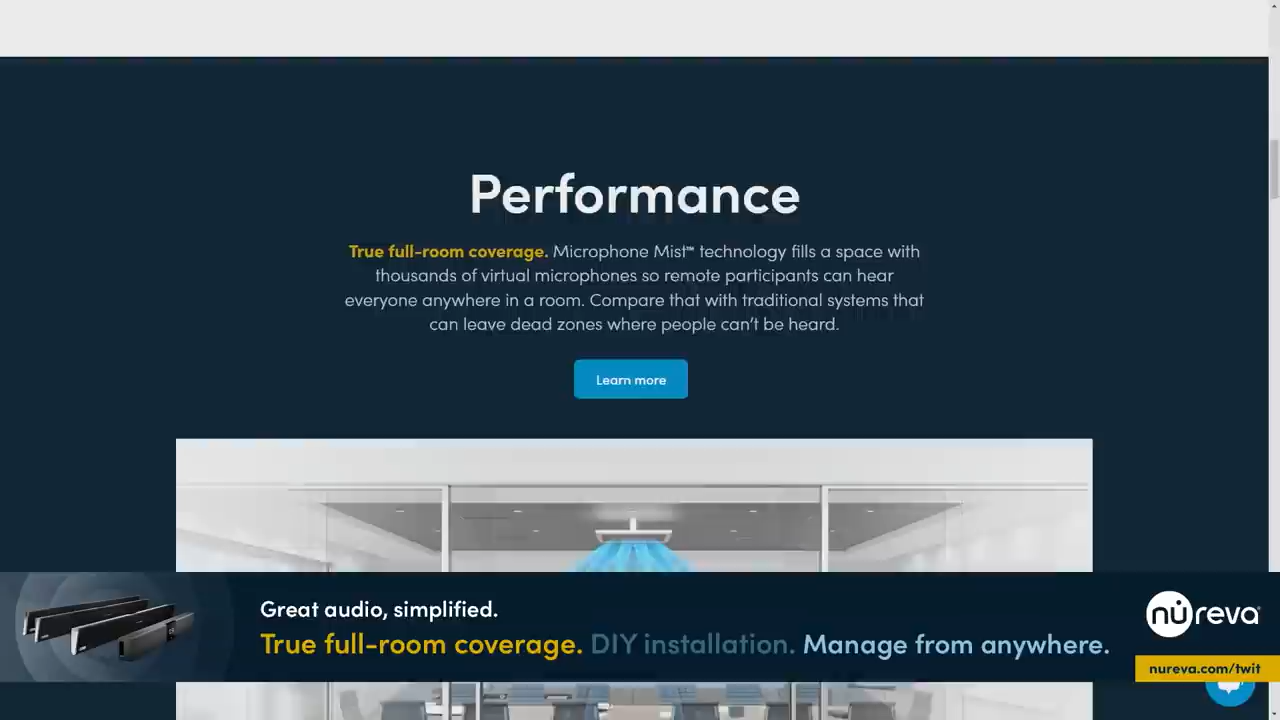 Performance
True full-room coverage. Microphone Mist™ technology fills a space with
thousands of virtual microphones so remote participants can hear
everyone anywhere in a room. Compare that with traditional systems that
can leave dead zones where people can’t be heard.
Learn more
Great audio, simplified.
True full-room coverage. DIY installation. Manage from anywhere.
nureva
nureva.com/twit